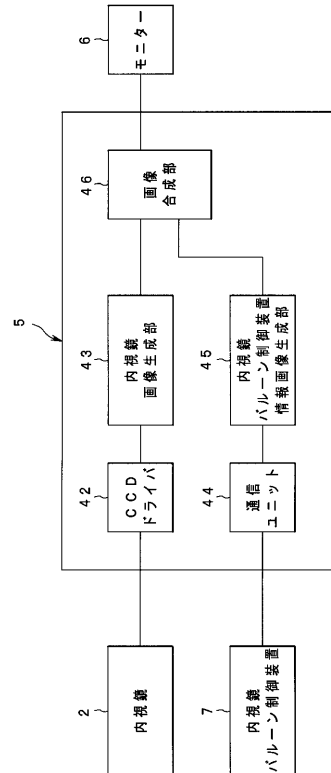 6
モニター
5
46
画像
合成部
43
内視鏡
画像生成部
45
内視鏡
バルーン制御装置
情報画像生成部
42
CCD
ドライバ
44
通信
ユニット
2
内視鏡
7
内視鏡
バルーン制御装置